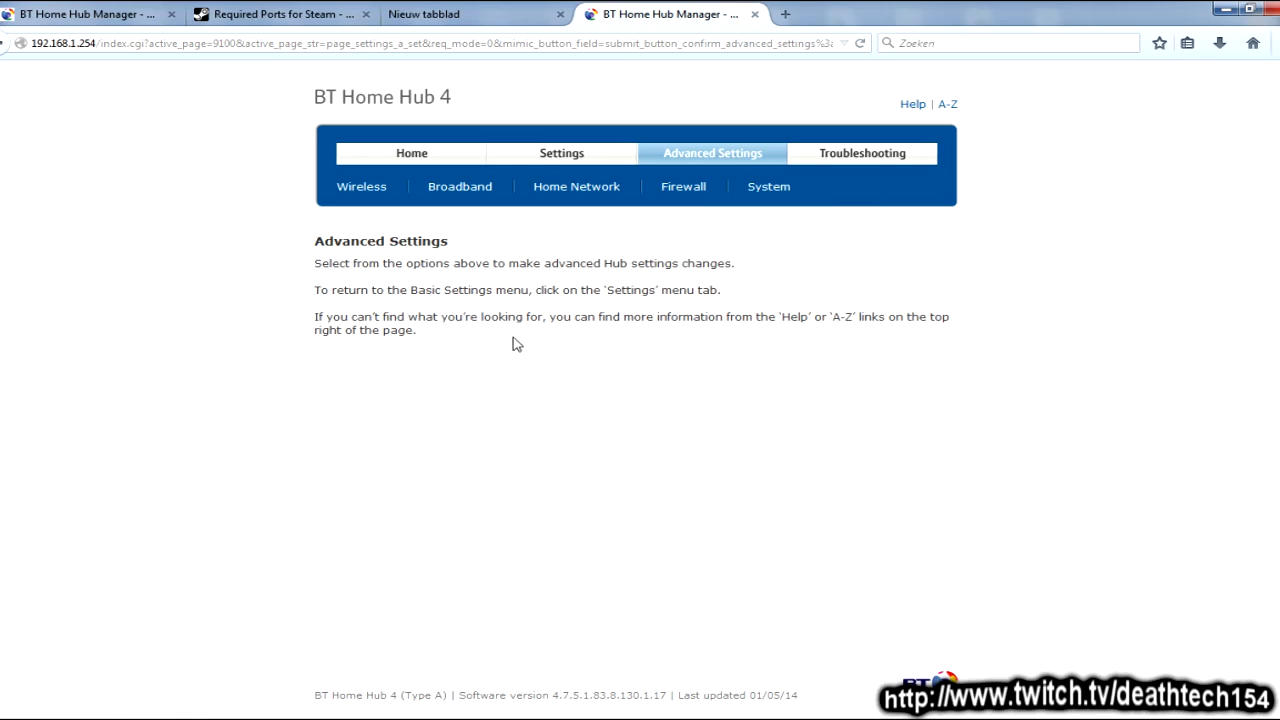 BT Home Hub Manager - ...
Required Ports for Steam - ...
Nieuw tabblad
BT Home Hub Manager - ...
192.168.1.254/index.cgi?active_page=9100&active_page_str=page_settings_a_set&req_mode=0&mimic_button_field=submit_button_confirm_advanced_settings%3a
Zoeken
BT Home Hub 4
Help | A-Z
Home
Settings
Advanced Settings
Troubleshooting
Wireless
Broadband
Home Network
Firewall
System
Advanced Settings
Select from the options above to make advanced Hub settings changes.
To return to the Basic Settings menu, click on the 'Settings' menu tab.
If you can't find what you're looking for, you can find more information from the 'Help' or 'A-Z' links on the top
right of the page.
BT Home Hub 4 (Type A) | Software version 4.7.5.1.83.8.130.1.17 | Last updated 01/05/14
BT
http://www.twitch.tv/deathtech154